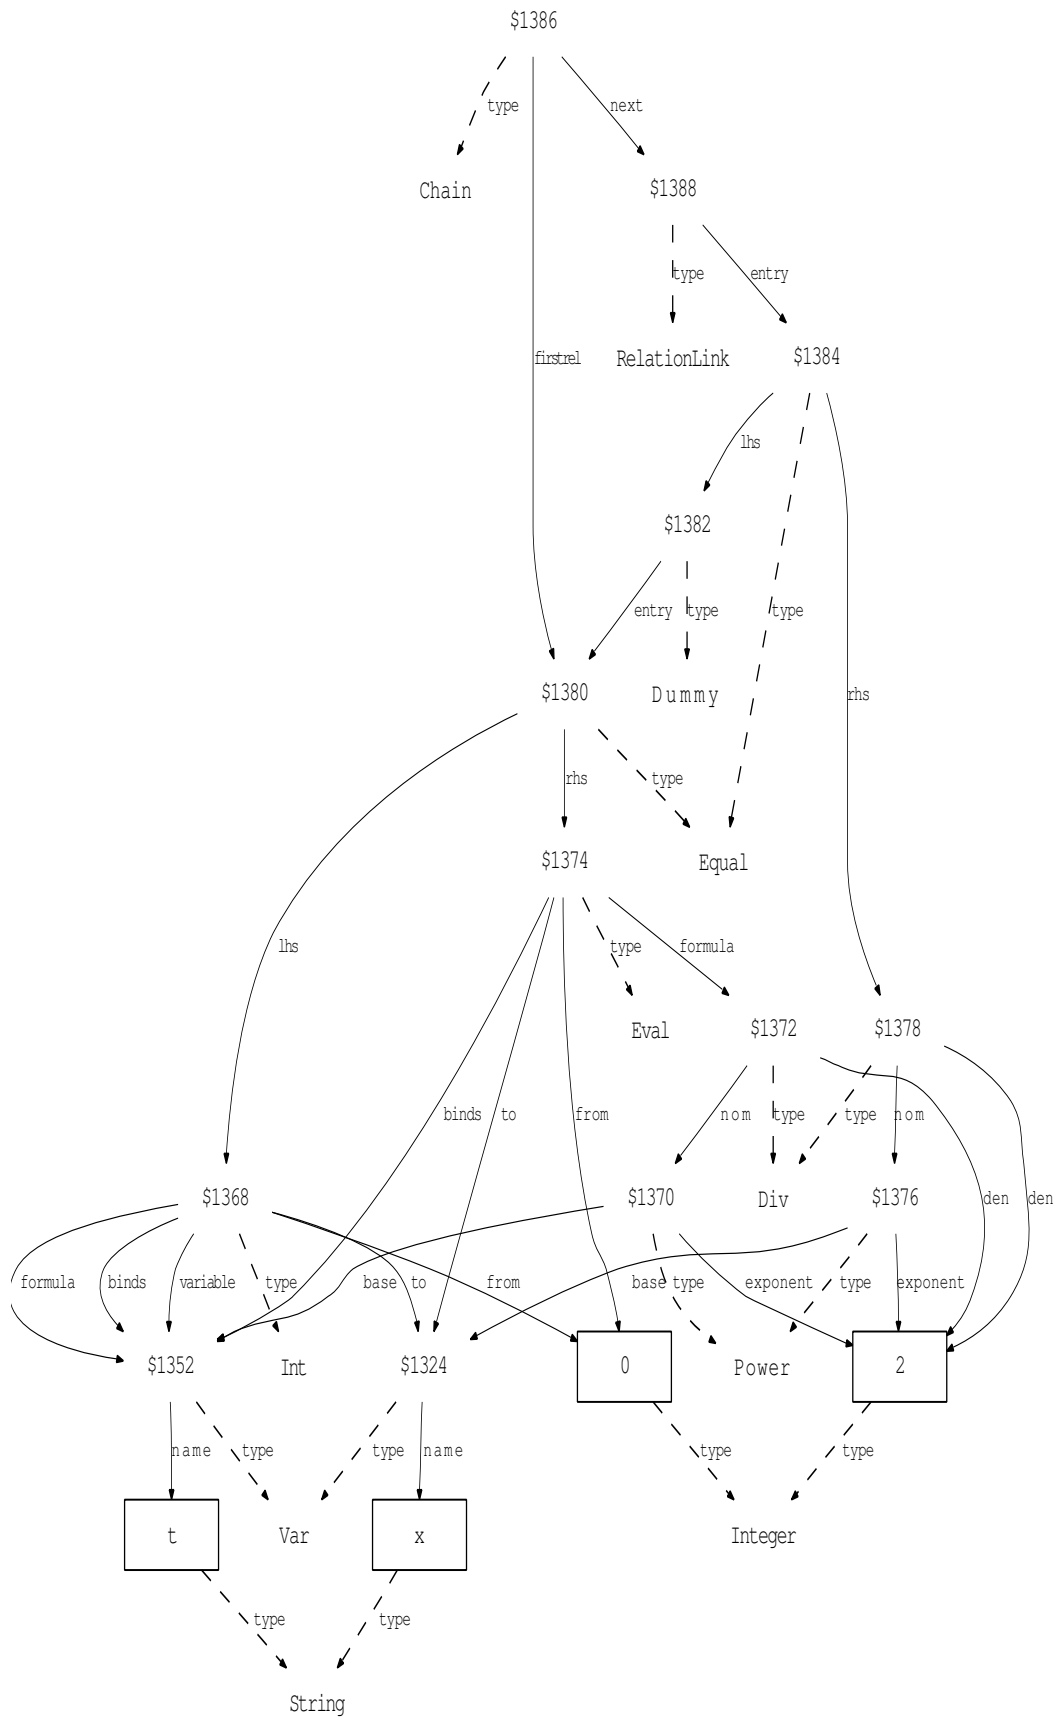 $1386
type
next
Chain
$1388
type
entry
firstrel
RelationLink
$1384
lhs
$1382
entry
type
type
$1380
Dummy
rhs
rhs
type
$1374
Equal
lhs
type
formula
Eval
$1372
$1378
binds
to
from
nom
type
type
nom
$1368
$1370
Div
$1376
den
den
formula
binds
variable
type
base
to
from
base
type
exponent
type
exponent
$1352
Int
$1324
0
Power
2
name
type
type
name
type
type
t
Var
x
Integer
type
type
String